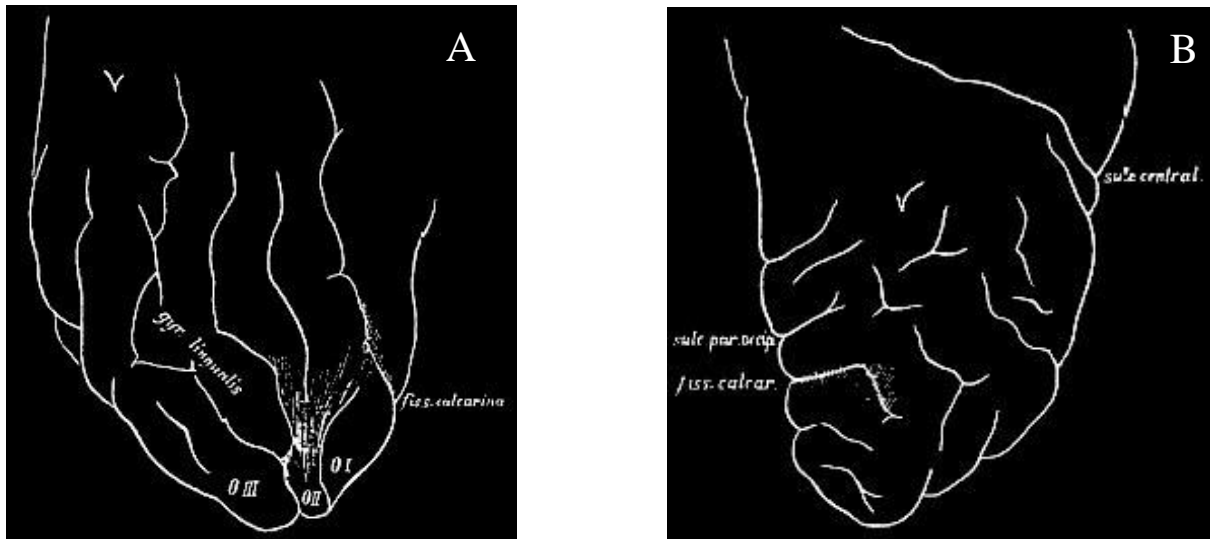 A
gyr. lingualis
fiss. calcarina
O I
O II
O III
B
sulc central.
sulc par. occip.
fiss. calcar.